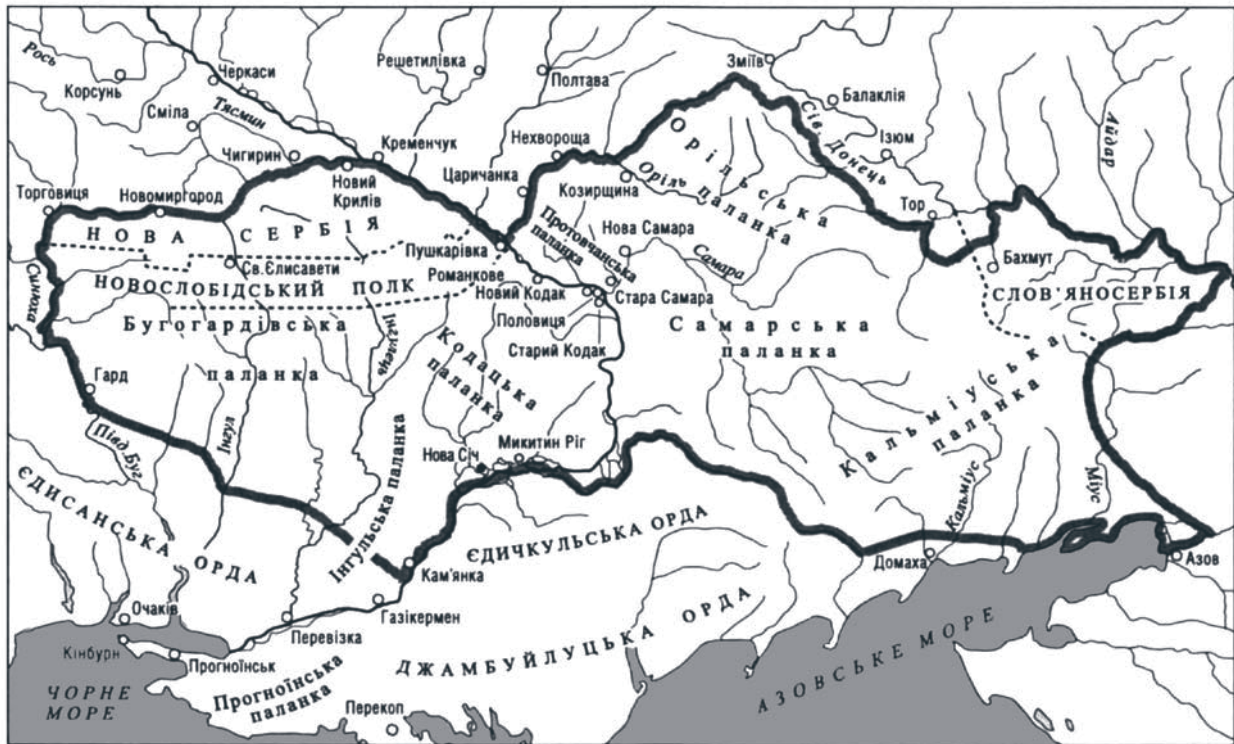 Рось
Корсунь
Черкаси
Сміла
Тясмин
Решетилівка
Полтава
Зміїв
Балаклія
Сів. Донець
Ізюм
Айдар
Чигирин
Кременчук
Нехвороща
Царичанка
Козирщина
Оріль
Орільська
паланка
Торговиця
Новомиргород
Новий
Крилів
Тор
НОВА СЕРБІЯ
Пушкарівка
Протовчанська
паланка
Нова Самара
Самара
Бахмут
Синюха
Св.Єлисавети
Романкове
НОВОСЛОБІДСЬКИЙ ПОЛК
Новий Кодак
Стара Самара
СЛОВ'ЯНОСЕРБІЯ
Половиця
Старий Кодак
Бугогардівська
паланка
Інгулець
Кодацька
паланка
Самарська
паланка
Гард
Інгул
Півд.Буг
Кальміуська
паланка
Микитин Ріг
Нова Січ
Інгульська паланка
Кальміус
Міус
ЄДИСАНСЬКА ОРДА
ЄДИЧКУЛЬСЬКА ОРДА
Кам'янка
Домаха
Азов
Газікермен
Очаків
Перевізка
Кінбурн
Прогноїнськ
ДЖАМБУЙЛУЦЬКА ОРДА
Прогноїнська
паланка
Перекоп
ЧОРНЕ
МОРЕ
АЗОВСЬКЕ МОРЕ